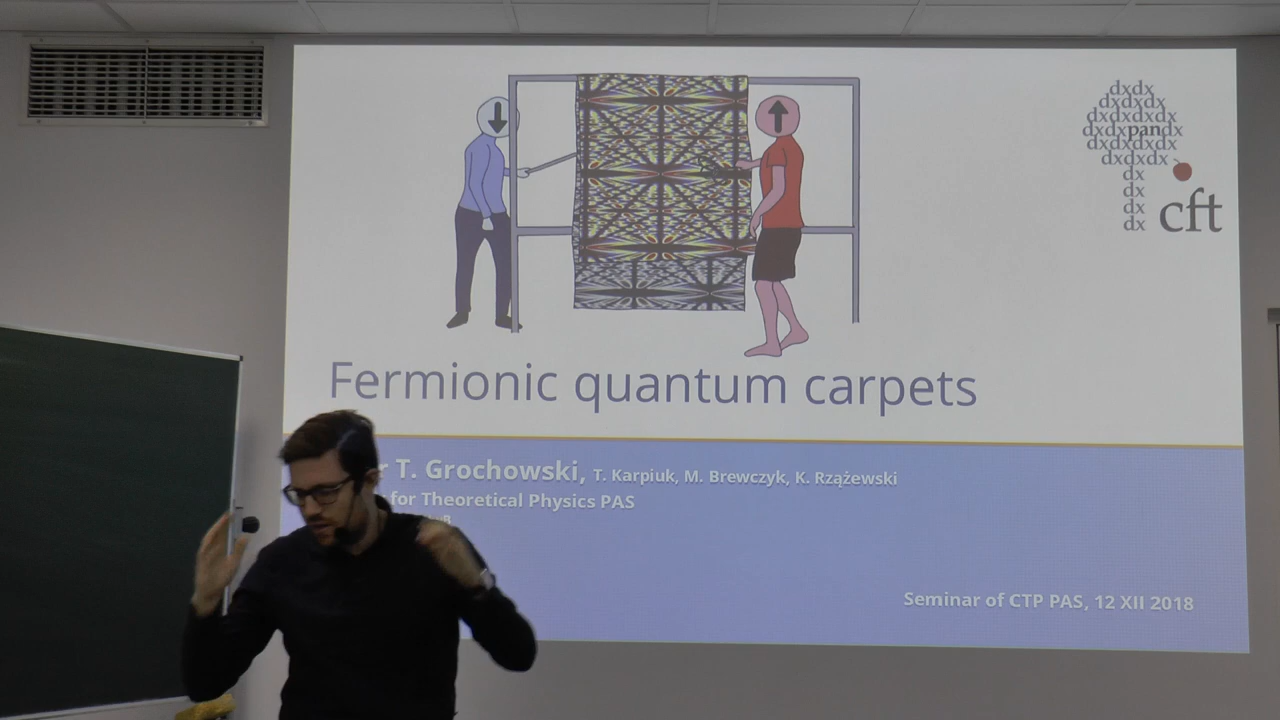 dxdx
dxdxdx
dxdxdxdx
dxdxpandx
dxdxdxdx
dxdxdx
dx
dx
dx
dx
cft
Fermionic quantum carpets
T. Grochowski, T. Karpiuk, M. Brewczyk, K. Rzążewski
for Theoretical Physics PAS
Seminar of CTP PAS, 12 XII 2018